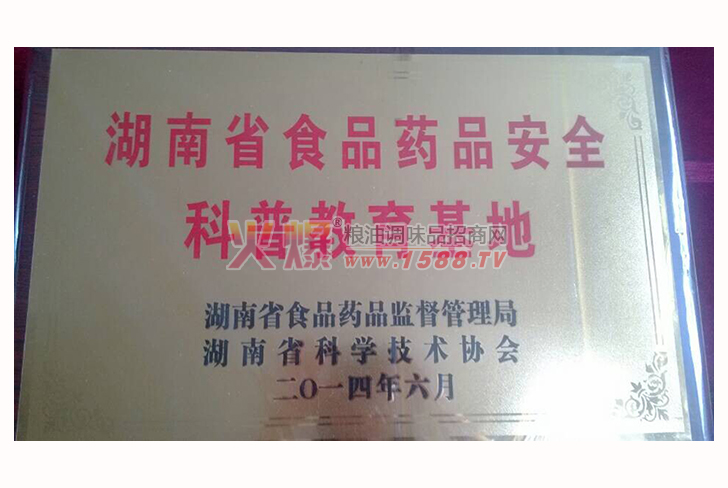 湖南省食品药品安全
科普教育基地
火爆®粮油调味品招商网
www.1588.TV
湖南省食品药品监督管理局
湖南省科学技术协会
二〇一四年六月